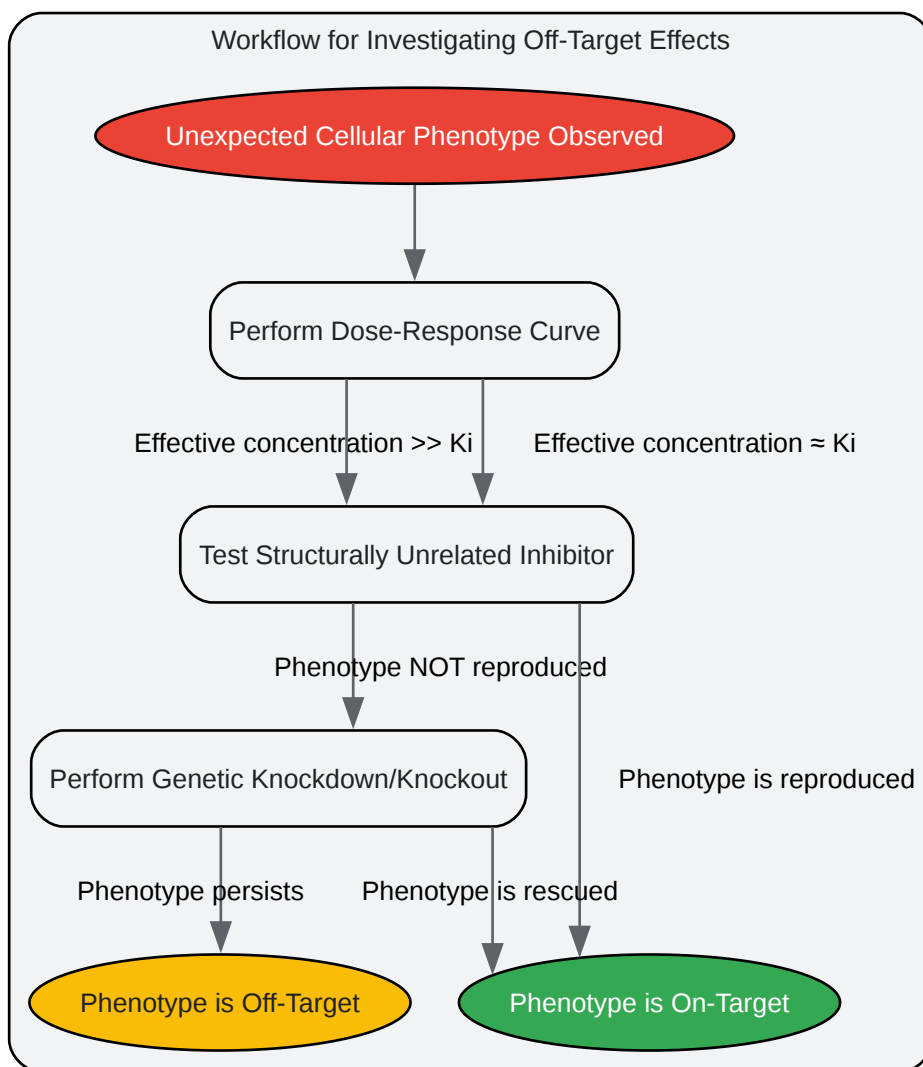 Workflow for Investigating Off-Target Effects
Unexpected Cellular Phenotype Observed
Perform Dose-Response Curve
Effective concentration >> Ki
Effective concentration ≈ Ki
Test Structurally Unrelated Inhibitor
Phenotype NOT reproduced
Perform Genetic Knockdown/Knockout
Phenotype is reproduced
Phenotype persists
Phenotype is rescued
Phenotype is Off-Target
Phenotype is On-Target